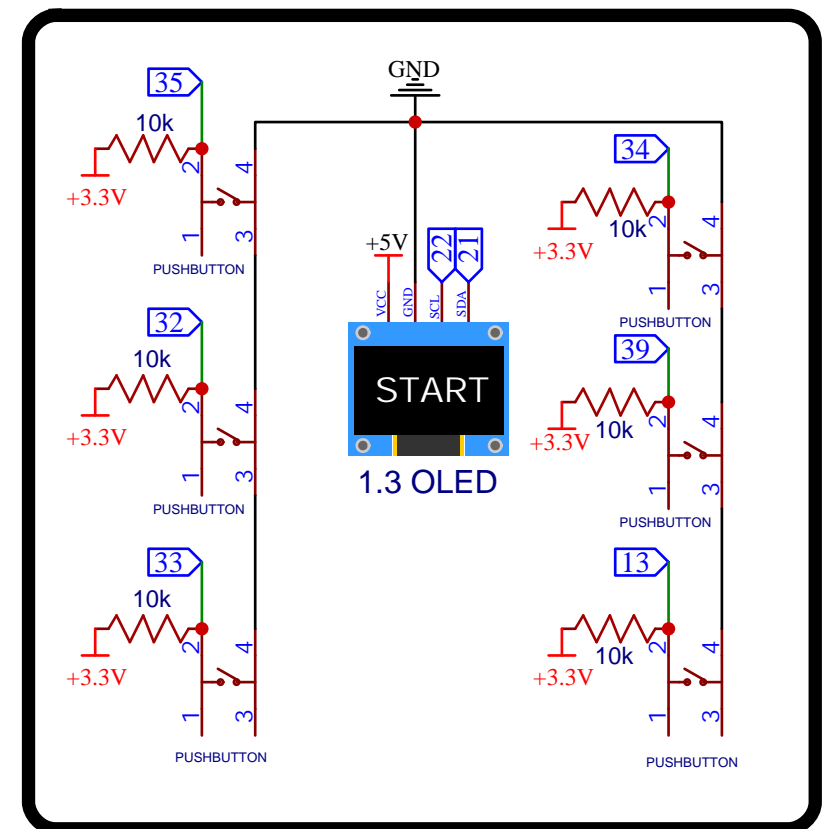 GND
35
10k
2
4
+3.3V
1
3
PUSHBUTTON
34
2
4
10k
+3.3V
1
3
PUSHBUTTON
+5V
22
21
VCC
GND
SCL
SDA
START
1.3 OLED
32
10k
2
4
+3.3V
1
3
PUSHBUTTON
39
2
4
10k
+3.3V
1
3
PUSHBUTTON
33
10k
2
4
+3.3V
1
3
PUSHBUTTON
13
2
4
10k
+3.3V
1
3
PUSHBUTTON